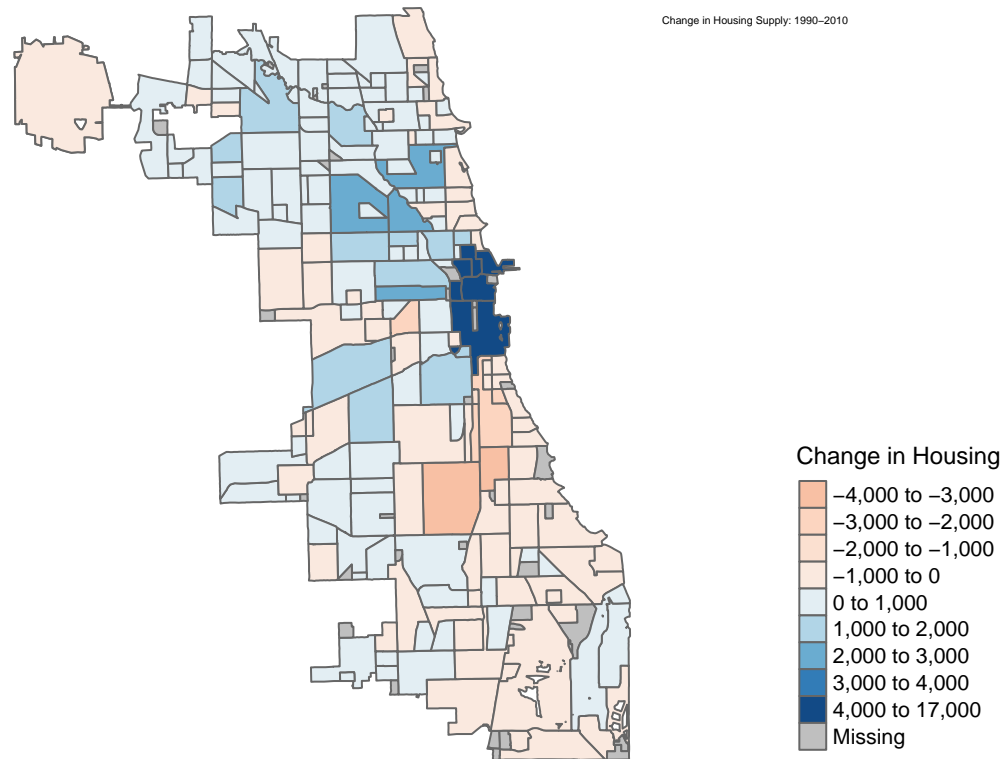 Change in Housing Supply: 1990–2010
Change in Housing
−4,000 to −3,000
−3,000 to −2,000
−2,000 to −1,000
−1,000 to 0
0 to 1,000
1,000 to 2,000
2,000 to 3,000
3,000 to 4,000
4,000 to 17,000
Missing